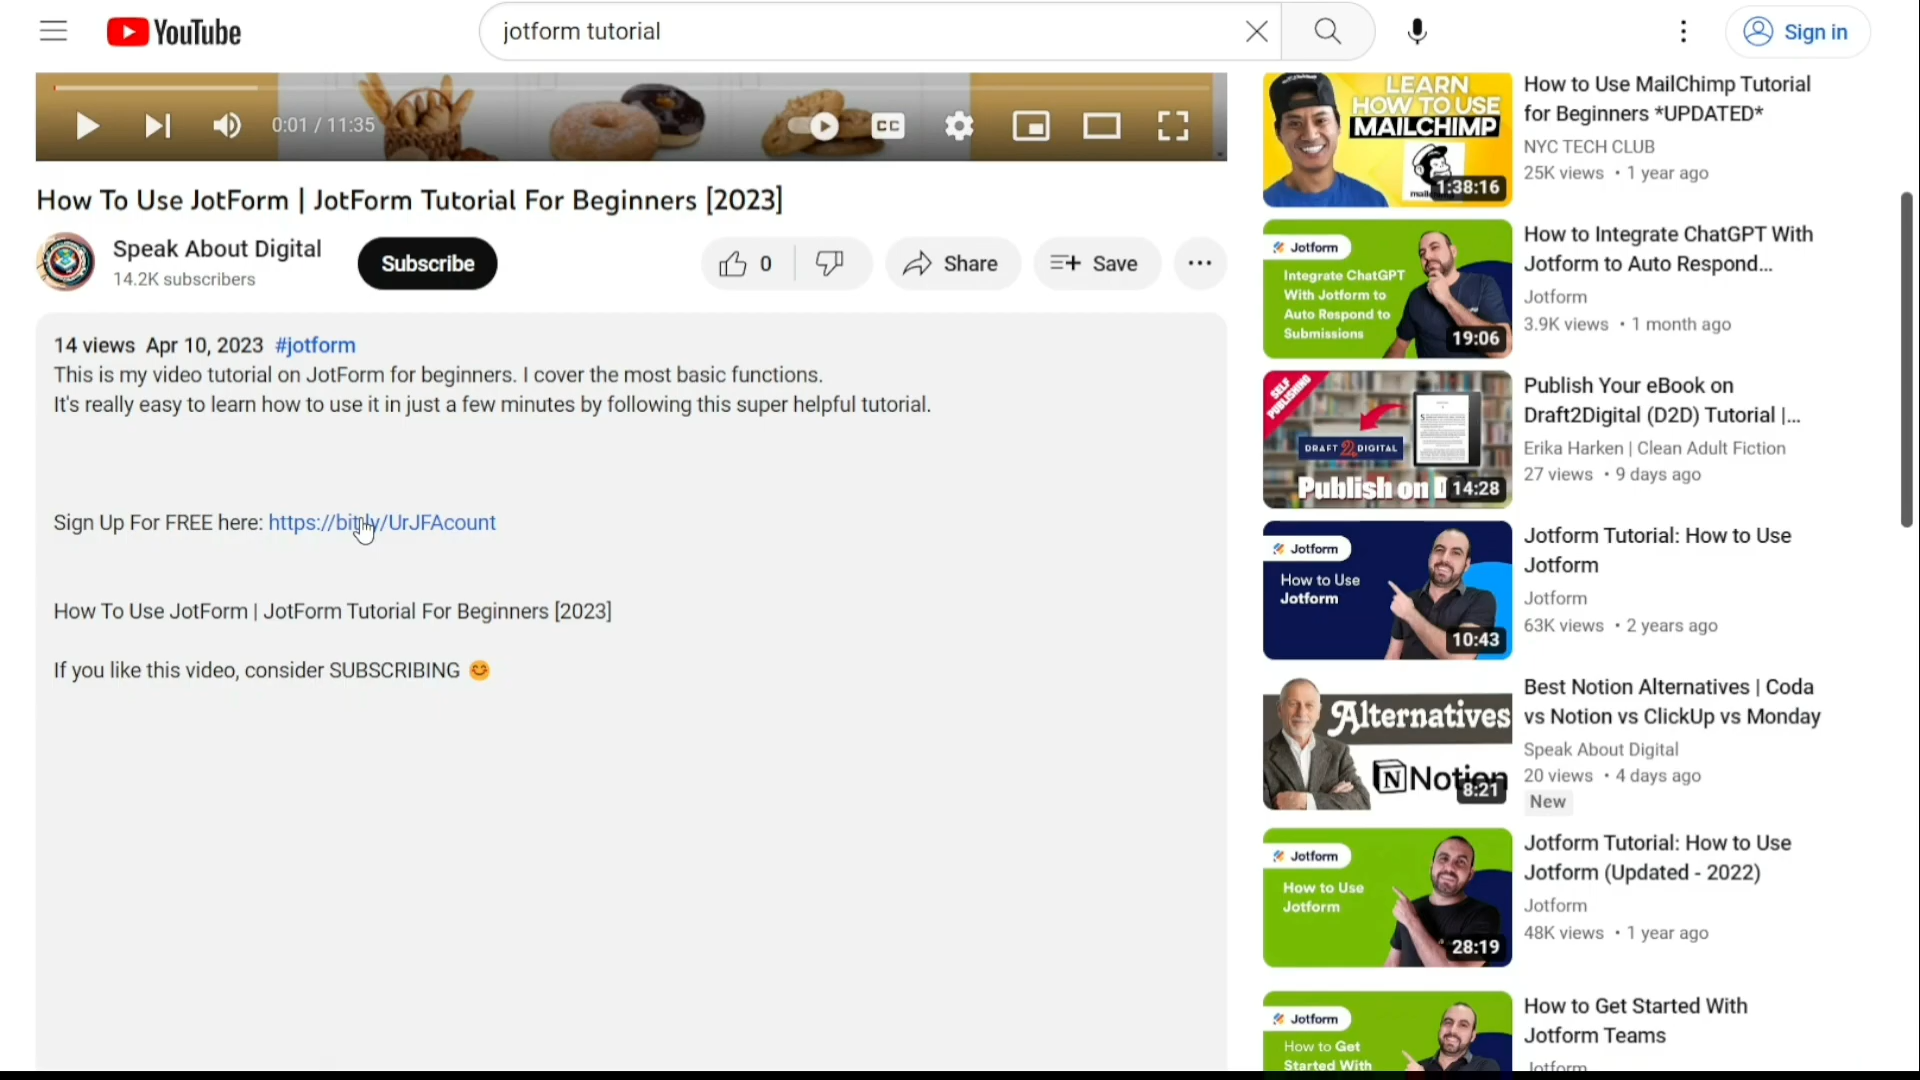 YouTube
jotform tutorial
Sign in
0:01 / 11:35
CC
How To Use JotForm | JotForm Tutorial For Beginners [2023]
Speak About Digital
14.2K subscribers
Subscribe
0
Share
Save
14 views Apr 10, 2023 #jotform
This is my video tutorial on JotForm for beginners. I cover the most basic functions.
It's really easy to learn how to use it in just a few minutes by following this super helpful tutorial.
Sign Up For FREE here: https://bit.ly/UrJFAcount
How To Use JotForm | JotForm Tutorial For Beginners [2023]
If you like this video, consider SUBSCRIBING 😊
LEARN
HOW TO USE
MAILCHIMP
1:38:16
How to Use MailChimp Tutorial
for Beginners *UPDATED*
NYC TECH CLUB
25K views • 1 year ago
Jotform
Integrate ChatGPT
With Jotform to
Auto Respond to
Submissions
19:06
How to Integrate ChatGPT With
Jotform to Auto Respond...
Jotform
3.9K views • 1 month ago
SELF
PUBLISHING
DRAFT 2 DIGITAL
Publish on D
14:28
Publish Your eBook on
Draft2Digital (D2D) Tutorial |...
Erika Harken | Clean Adult Fiction
27 views • 9 days ago
Jotform
How to Use
Jotform
10:43
Jotform Tutorial: How to Use
Jotform
Jotform
63K views • 2 years ago
Alternatives
Notion
8:21
Best Notion Alternatives | Coda
vs Notion vs ClickUp vs Monday
Speak About Digital
20 views • 4 days ago
New
Jotform
How to Use
Jotform
28:19
Jotform Tutorial: How to Use
Jotform (Updated - 2022)
Jotform
48K views • 1 year ago
Jotform
How to Get
Started With
How to Get Started With
Jotform Teams
Jotform